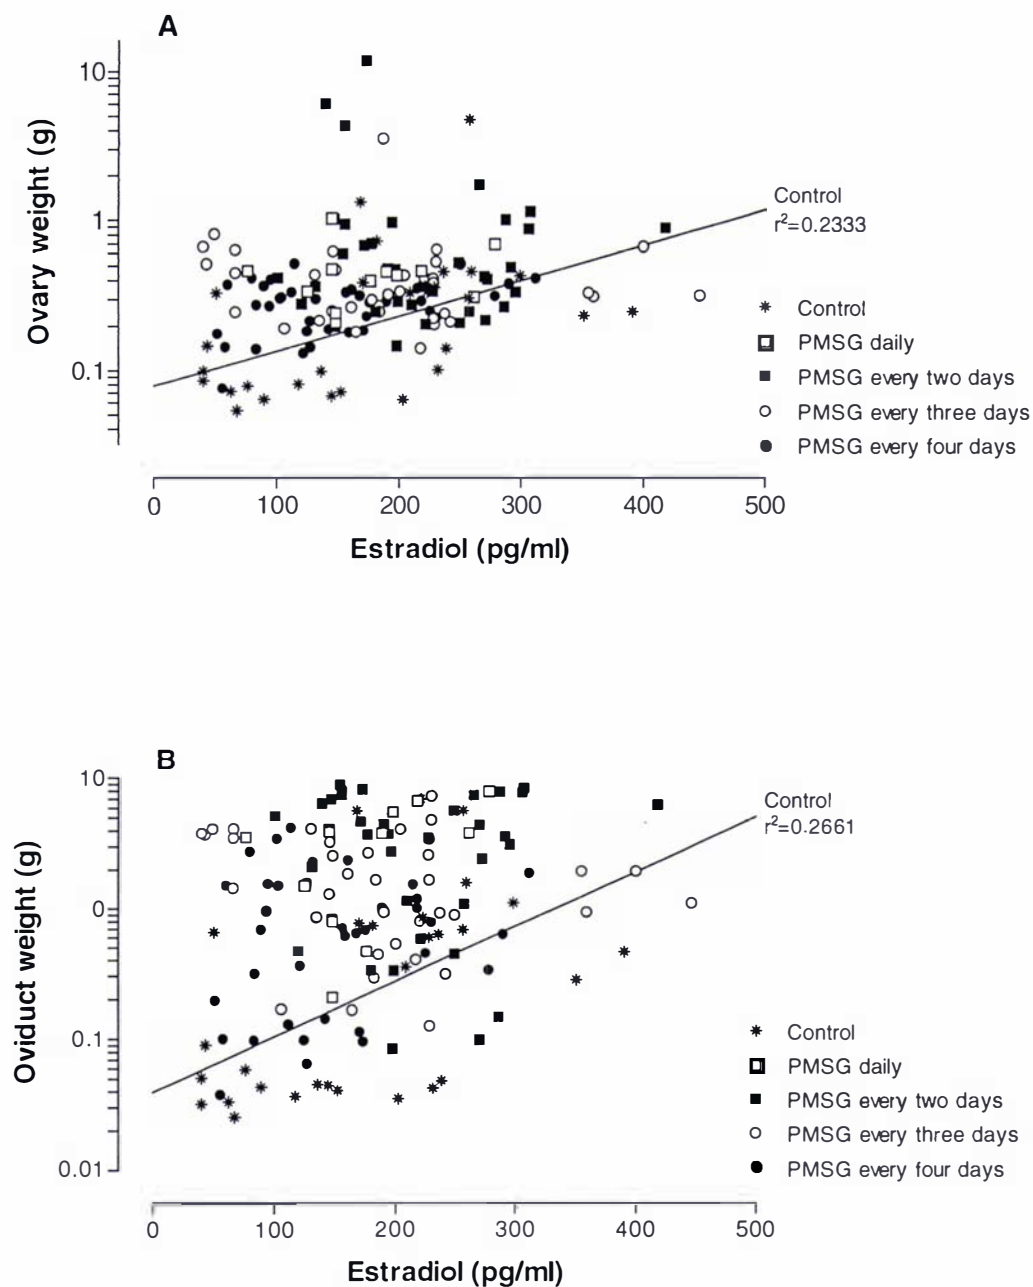 A
Ovary weight (g)
10
1
0.1
Control
r²=0.2333
Control
PMSG daily
PMSG every two days
PMSG every three days
PMSG every four days
0 100 200 300 400 500
Estradiol (pg/ml)
B
Oviduct weight (g)
10
0
0.1
0.01
Control
r²=0.2661
Control
PMSG daily
PMSG every two days
PMSG every three days
PMSG every four days
0 100 200 300 400 500
Estradiol (pg/ml)